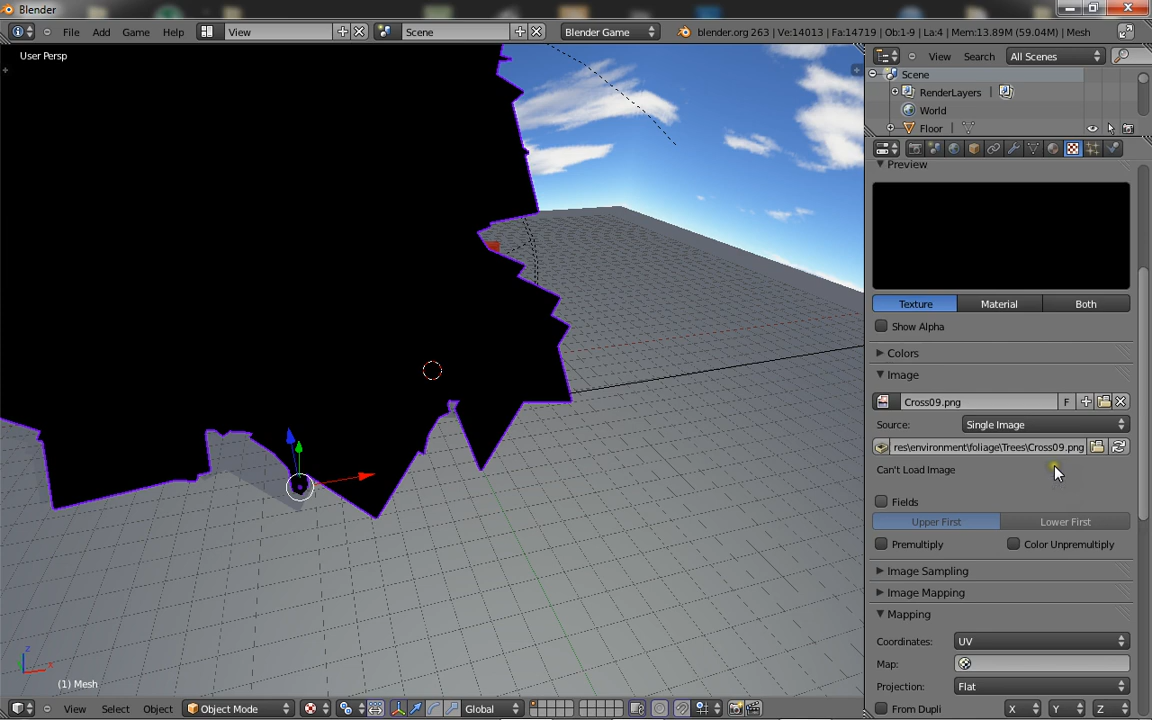 Blender
File Add Game Help View Scene Blender Game blender.org 263 | Ve:14013 | Fa:14719 | Ob:1-9 | La:4 | Mem:13.89M (59.04M) | Mesh
User Persp
View Search All Scenes
Scene
RenderLayers |
World
Floor |
Preview
Texture Material Both
Show Alpha
Colors
Image
Cross09.png F
Source: Single Image
res\environment\foliage\Trees\Cross09.png
Can't Load Image
Fields
Upper First Lower First
Premultiply Color Unpremultiply
Image Sampling
Image Mapping
Mapping
Coordinates: UV
Map:
Projection: Flat
From Dupli X Y Z
z
x
(1) Mesh
View Select Object Object Mode Global